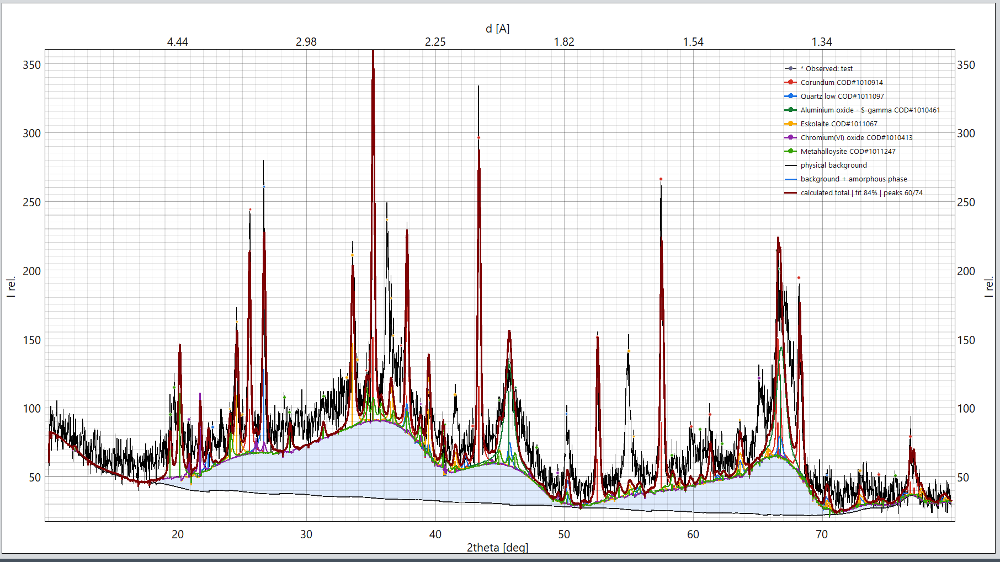 d [A]
4.44 2.98 2.25 1.82 1.54 1.34
350 350
300 300
250 250
200 200
150 150
100 100
50 50
I rel. I rel.
* Observed: test
Corundum COD#1010914
Quartz low COD#1011097
Aluminium oxide - $-gamma COD#1010461
Eskolaite COD#1011067
Chromium(VI) oxide COD#1010413
Metahalloysite COD#1011247
physical background
background + amorphous phase
calculated total | fit 84% | peaks 60/74
20 30 40 50 60 70
2theta [deg]